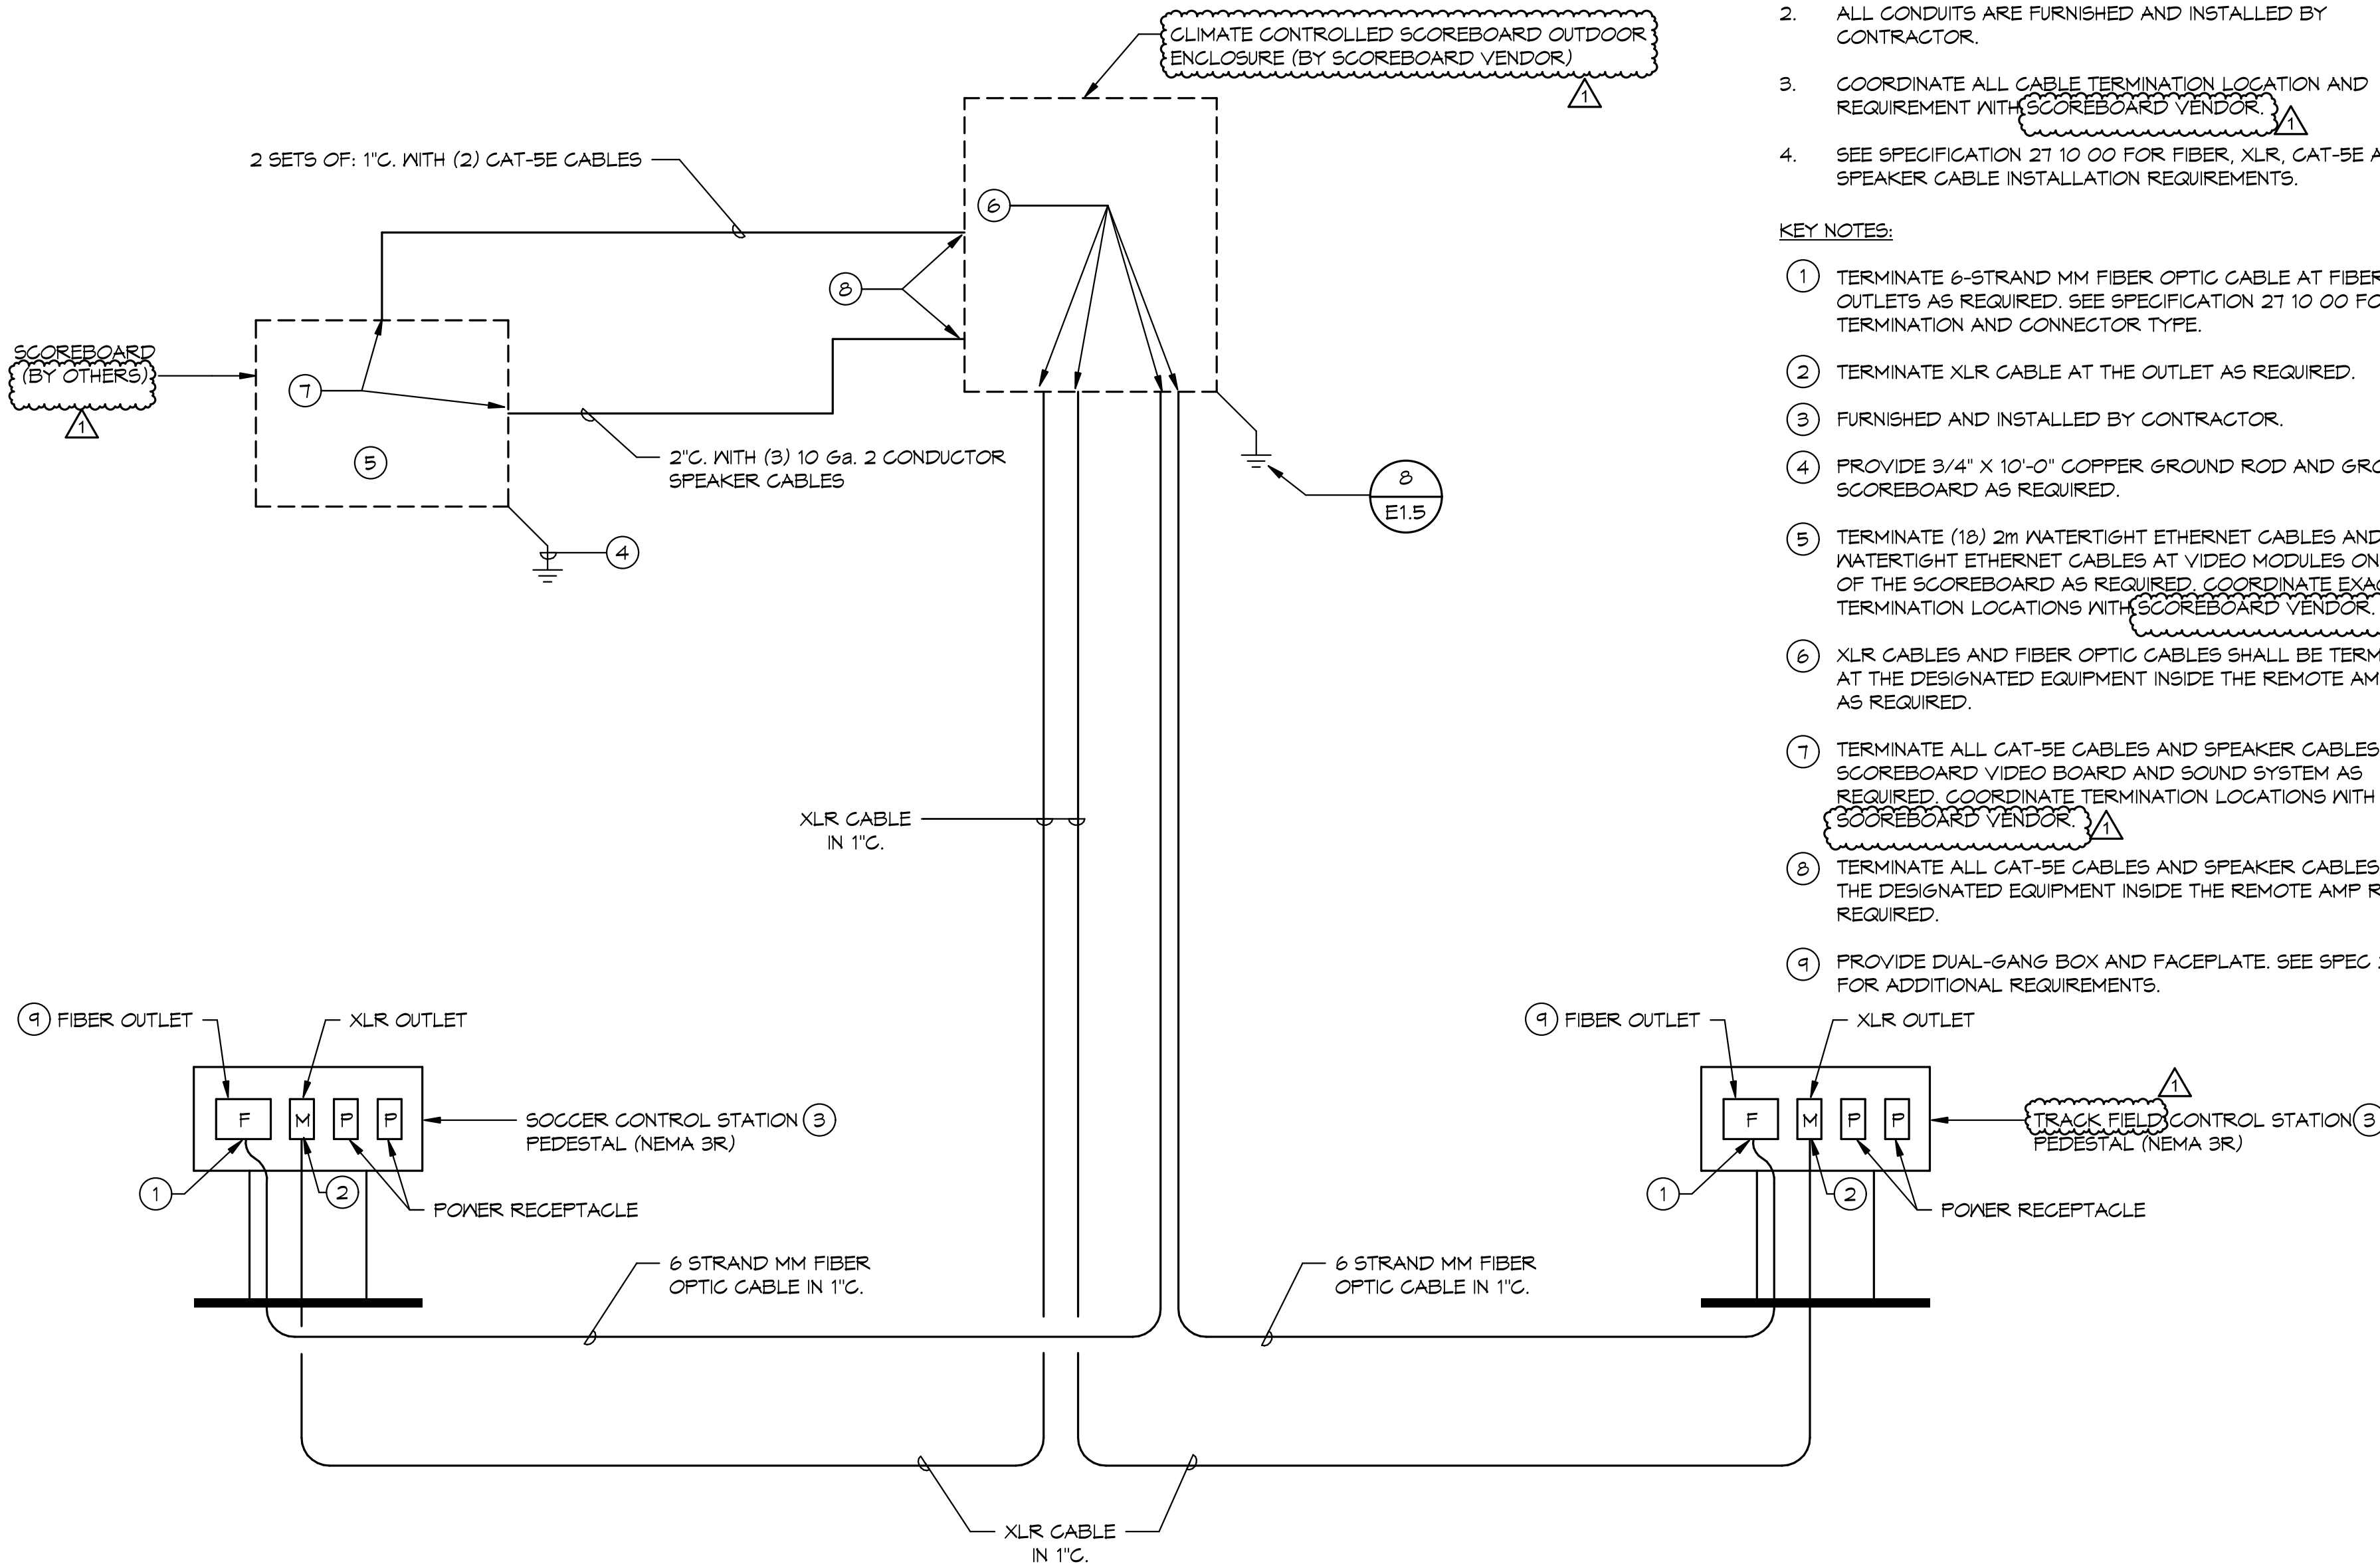 CLIMATE CONTROLLED SCOREBOARD OUTDOOR
ENCLOSURE (BY SCOREBOARD VENDOR)
1
2 SETS OF: 1"C. WITH (2) CAT-5E CABLES
6
8
SCOREBOARD
(BY OTHERS)
1
7
5
2"C. WITH (3) 10 Ga. 2 CONDUCTOR
SPEAKER CABLES
4
8
E1.5
XLR CABLE
IN 1"C.
9 FIBER OUTLET
XLR OUTLET
F M P P
SOCCER CONTROL STATION 3
PEDESTAL (NEMA 3R)
1
2
POWER RECEPTACLE
6 STRAND MM FIBER
OPTIC CABLE IN 1"C.
6 STRAND MM FIBER
OPTIC CABLE IN 1"C.
XLR CABLE
IN 1"C.
9 FIBER OUTLET
XLR OUTLET
F M P P
1
TRACK FIELD CONTROL STATION 3
PEDESTAL (NEMA 3R)
1
2
POWER RECEPTACLE
2. ALL CONDUITS ARE FURNISHED AND INSTALLED BY
CONTRACTOR.
3. COORDINATE ALL CABLE TERMINATION LOCATION AND
REQUIREMENT WITH SCOREBOARD VENDOR.
1
4. SEE SPECIFICATION 27 10 00 FOR FIBER, XLR, CAT-5E
SPEAKER CABLE INSTALLATION REQUIREMENTS.
KEY NOTES:
1 TERMINATE 6-STRAND MM FIBER OPTIC CABLE AT FIBER
OUTLETS AS REQUIRED. SEE SPECIFICATION 27 10 00
TERMINATION AND CONNECTOR TYPE.
2 TERMINATE XLR CABLE AT THE OUTLET AS REQUIRED.
3 FURNISHED AND INSTALLED BY CONTRACTOR.
4 PROVIDE 3/4" X 10'-0" COPPER GROUND ROD AND
SCOREBOARD AS REQUIRED.
5 TERMINATE (18) 2m WATERTIGHT ETHERNET CABLES AND
WATERTIGHT ETHERNET CABLES AT VIDEO MODULES ON
OF THE SCOREBOARD AS REQUIRED. COORDINATE
TERMINATION LOCATIONS WITH SCOREBOARD VENDOR.
6 XLR CABLES AND FIBER OPTIC CABLES SHALL BE
AT THE DESIGNATED EQUIPMENT INSIDE THE REMOTE
AS REQUIRED.
7 TERMINATE ALL CAT-5E CABLES AND SPEAKER CABLES
SCOREBOARD VIDEO BOARD AND SOUND SYSTEM AS
REQUIRED. COORDINATE TERMINATION LOCATIONS WITH
SOOREBOARD VENDOR.
1
8 TERMINATE ALL CAT-5E CABLES AND SPEAKER CABLES
THE DESIGNATED EQUIPMENT INSIDE THE REMOTE AMP
REQUIRED.
9 PROVIDE DUAL-GANG BOX AND FACEPLATE. SEE SPEC
FOR ADDITIONAL REQUIREMENTS.